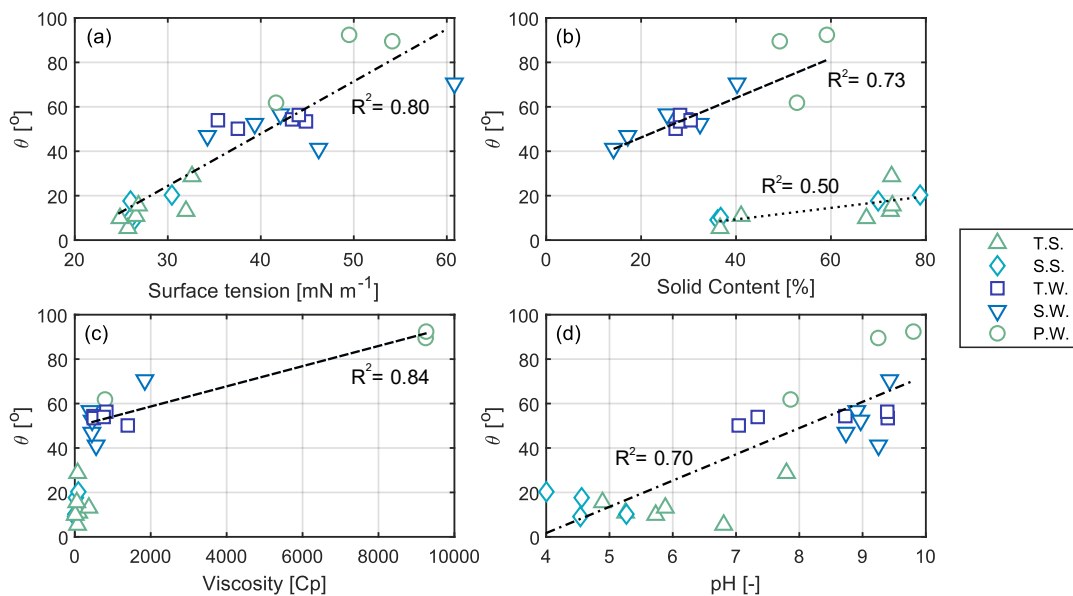 (a)
100
80
60
40
20
0
θ [º]
R²= 0.80
20 30 40 50 60
Surface tension [mN m⁻¹]
(b)
100
80
60
40
20
0
θ [º]
R²= 0.73
R²= 0.50
0 20 40 60 80
Solid Content [%]
T.S.
S.S.
T.W.
S.W.
P.W.
(c)
100
80
60
40
20
0
θ [º]
R²= 0.84
0 2000 4000 6000 8000 10000
Viscosity [Cp]
(d)
100
80
60
40
20
0
θ [º]
R²= 0.70
4 5 6 7 8 9 10
pH [-]